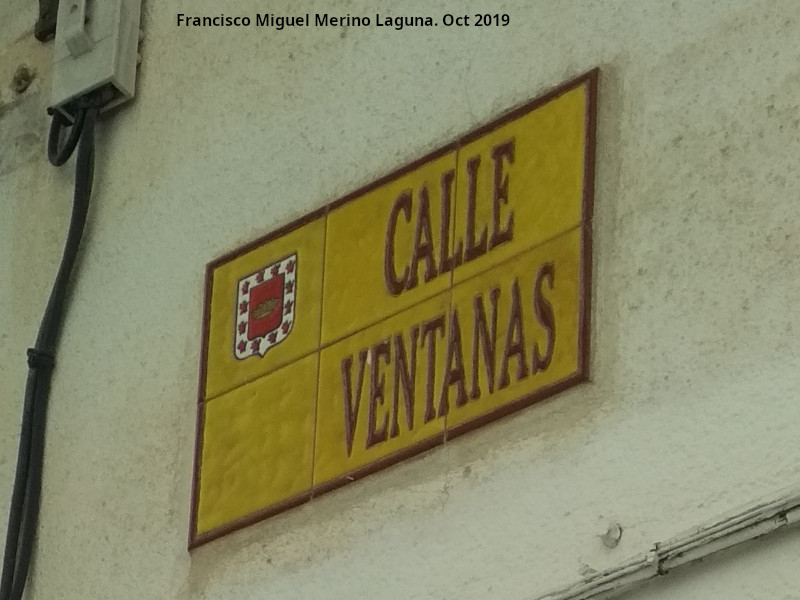 Francisco Miguel Merino Laguna. Oct 2019
CALLE
VENTANAS